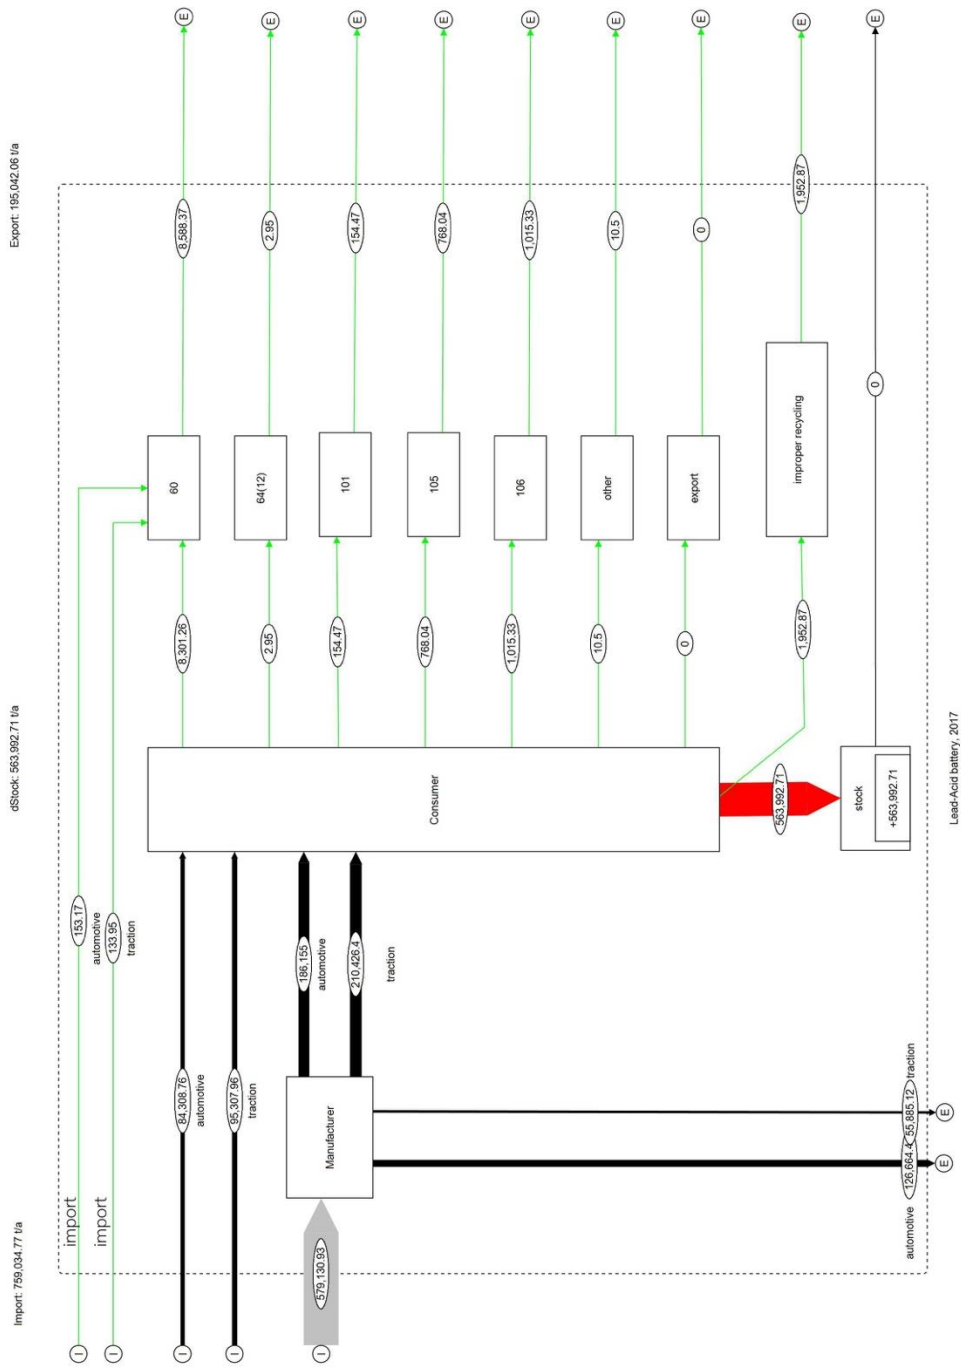 Import: 759,034.77 t/a
dStock: 563,992.71 t/a
Export: 195,042.06 t/a
I
import
153.17
automotive
I
import
133.95
traction
I
84,308.76
automotive
I
95,307.96
traction
I
579,130.93
Manufacturer
186,155
automotive
210,426.4
traction
126,664.4
automotive
E
55,885.12
traction
E
Consumer
8,301.26
60
8,588.37
E
2.95
64(12)
2.95
E
154.47
101
154.47
E
768.04
105
768.04
E
1,015.33
106
1,015.33
E
10.5
other
10.5
E
0
export
0
E
1,952.87
improper recycling
1,952.87
E
563,992.71
stock
+563,992.71
0
E
Lead-Acid battery, 2017